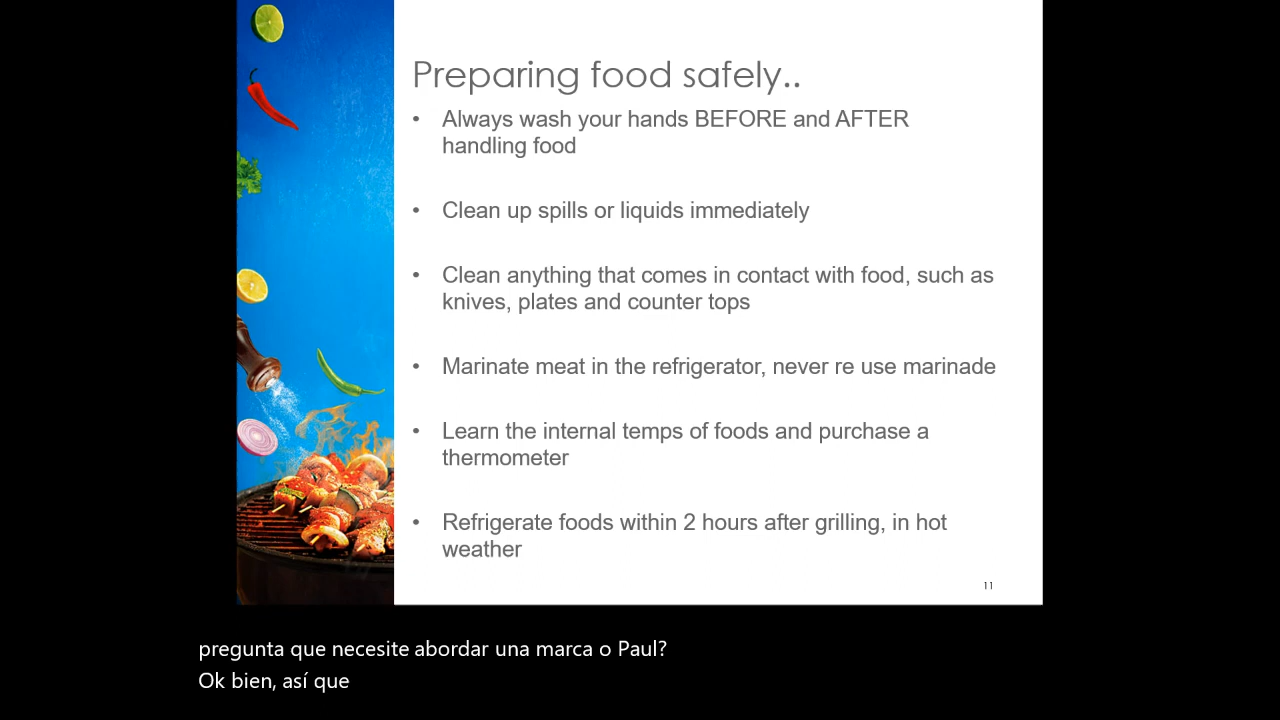 Preparing food safely..
• Always wash your hands BEFORE and AFTER
handling food
• Clean up spills or liquids immediately
• Clean anything that comes in contact with food, such as
knives, plates and counter tops
• Marinate meat in the refrigerator, never re use marinade
• Learn the internal temps of foods and purchase a
thermometer
• Refrigerate foods within 2 hours after grilling, in hot
weather
11
pregunta que necesite abordar una marca o Paul?
Ok bien, así que